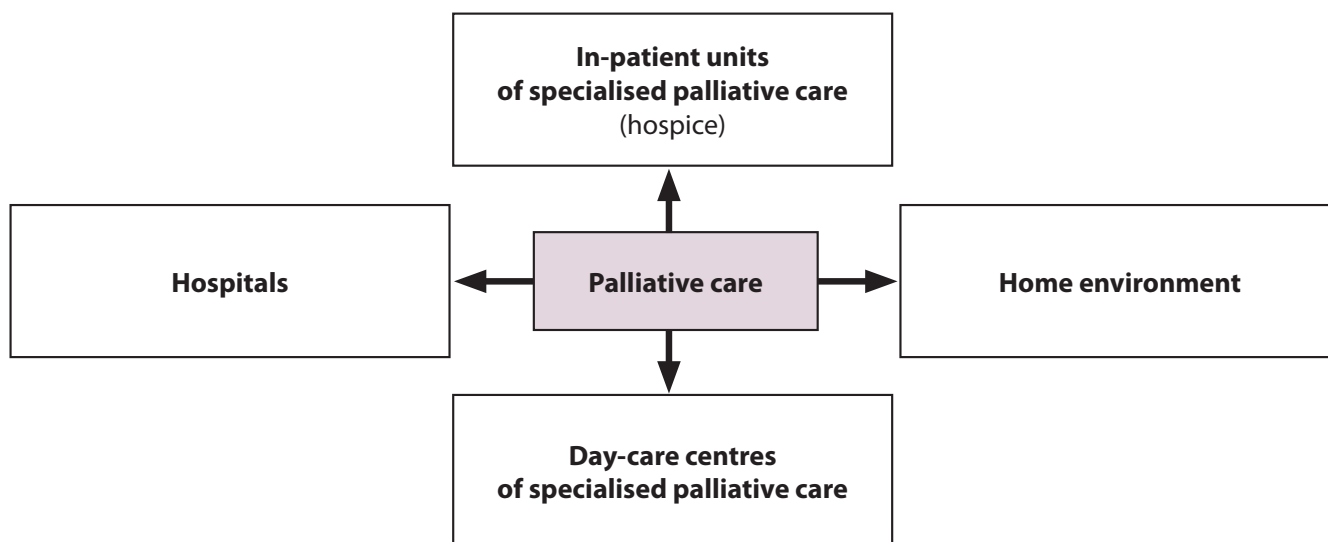 In-patient units
of specialised palliative care
(hospice)
Hospitals
Palliative care
Home environment
Day-care centres
of specialised palliative care